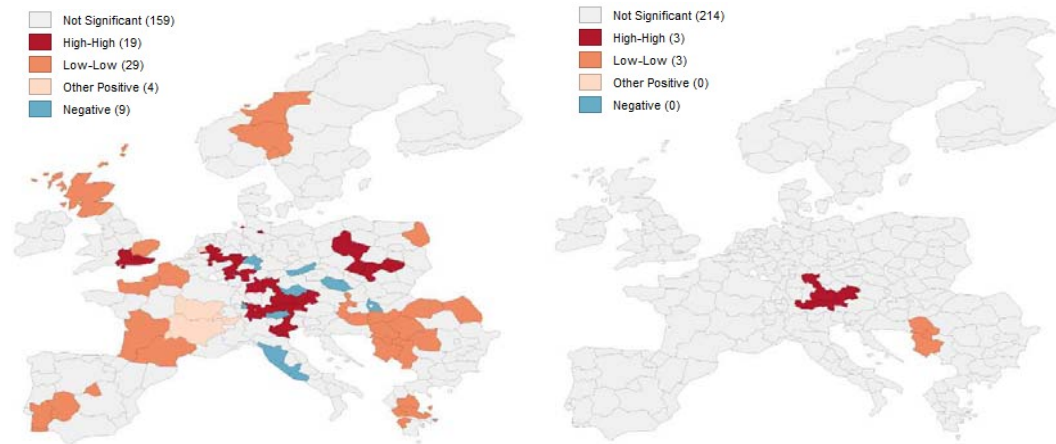 Not Significant (159)
High-High (19)
Low-Low (29)
Other Positive (4)
Negative (9)
Not Significant (214)
High-High (3)
Low-Low (3)
Other Positive (0)
Negative (0)